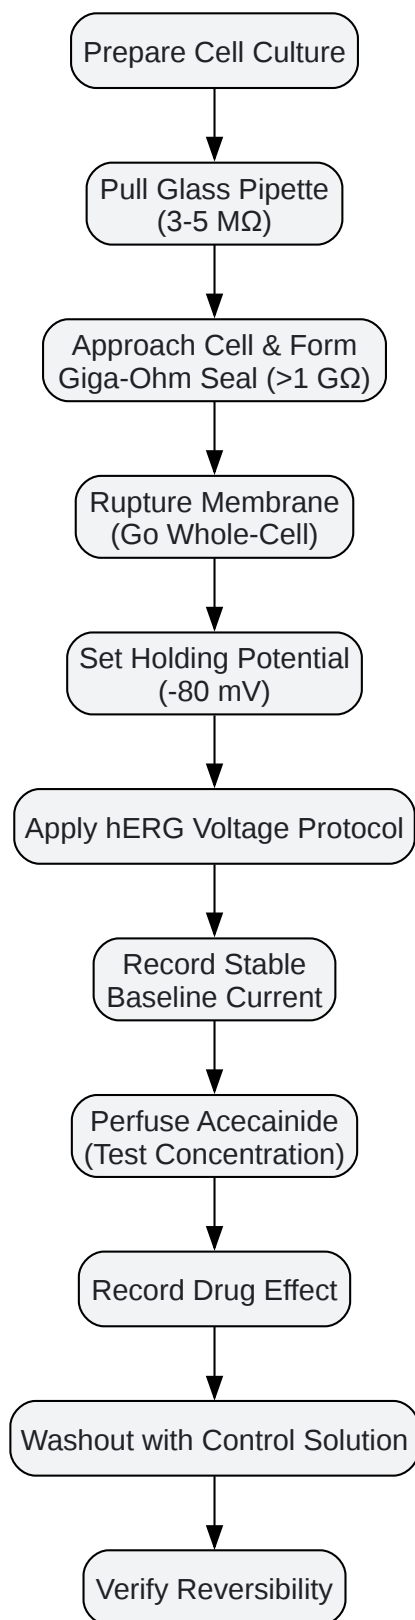 Prepare Cell Culture
Pull Glass Pipette
(3-5 MΩ)
Approach Cell & Form
Giga-Ohm Seal (>1 GΩ)
Rupture Membrane
(Go Whole-Cell)
Set Holding Potential
(-80 mV)
Apply hERG Voltage Protocol
Record Stable
Baseline Current
Perfuse Acecainide
(Test Concentration)
Record Drug Effect
Washout with Control Solution
Verify Reversibility